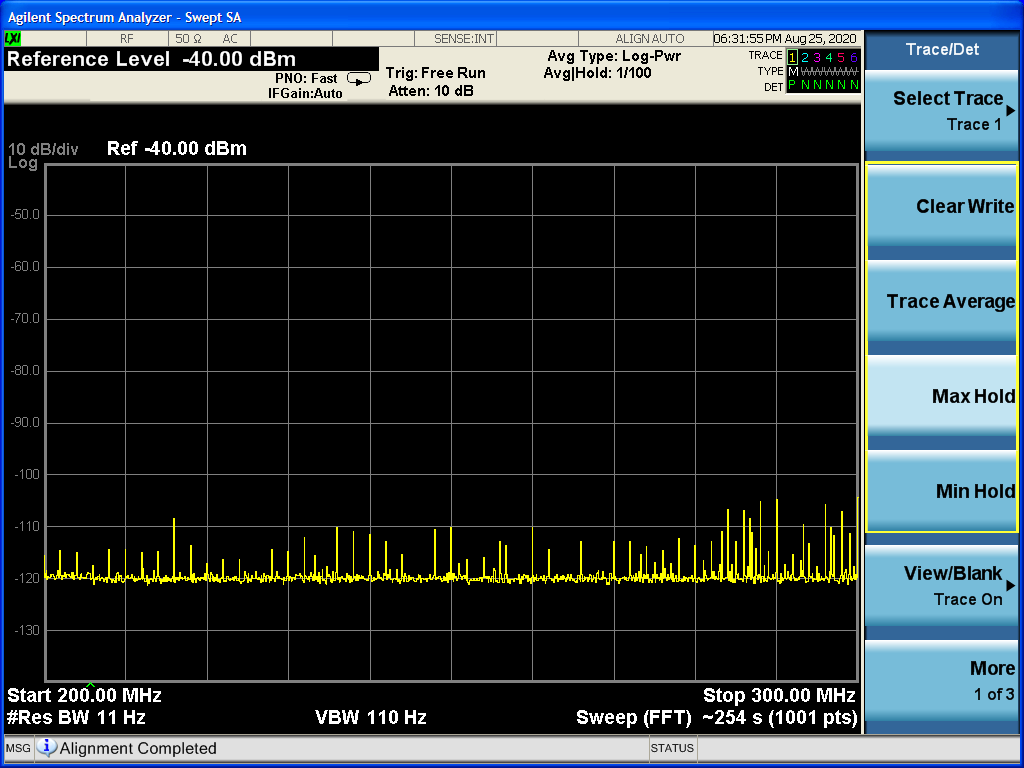 Agilent Spectrum Analyzer - Swept SA
LXI RF 50 Ω AC SENSE:INT ALIGN AUTO 06:31:55 PM Aug 25, 2020
Reference Level -40.00 dBm
PNO: Fast
IFGain:Auto
Trig: Free Run
Atten: 10 dB
Avg Type: Log-Pwr
Avg|Hold: 1/100
TRACE 1 2 3 4 5 6
TYPE M WWWWW
DET P N N N N N
Trace/Det
Select Trace
Trace 1
Clear Write
Trace Average
Max Hold
Min Hold
View/Blank
Trace On
More
1 of 3
10 dB/div
Log
Ref -40.00 dBm
-50.0
-60.0
-70.0
-80.0
-90.0
-100
-110
-120
-130
Start 200.00 MHz
Stop 300.00 MHz
#Res BW 11 Hz
VBW 110 Hz
Sweep (FFT) ~254 s (1001 pts)
MSG Alignment Completed
STATUS